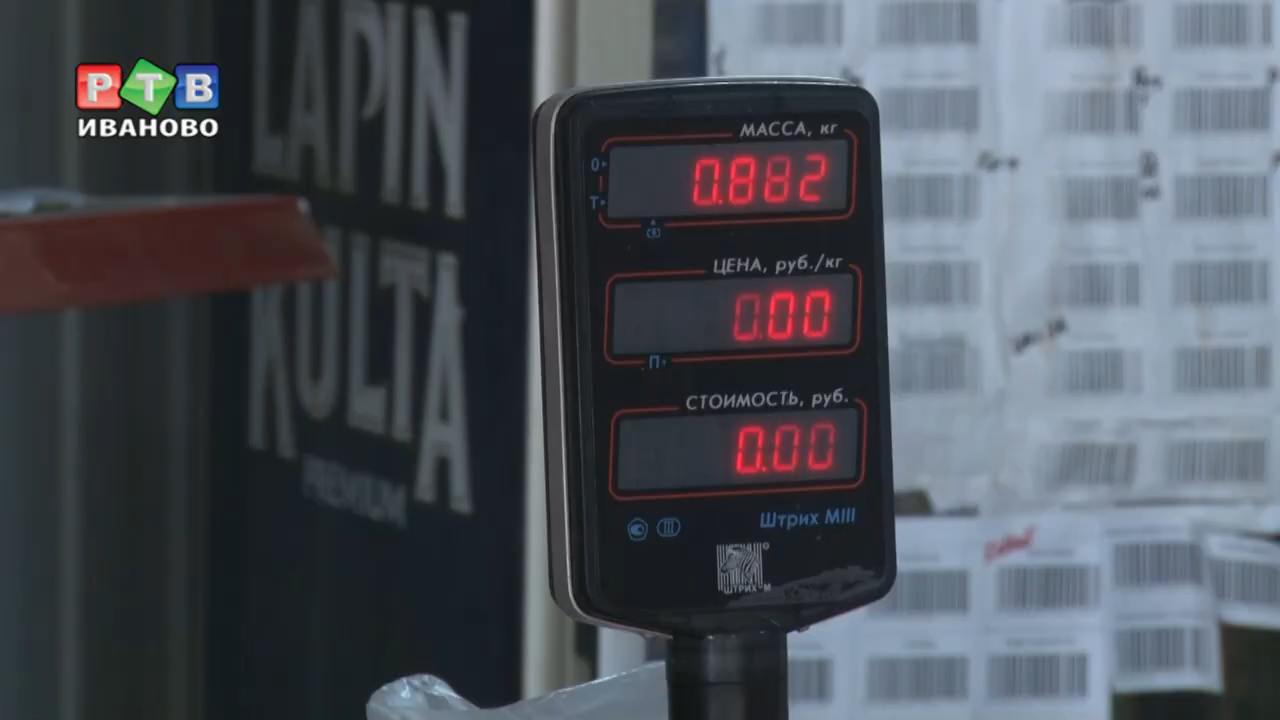 РТВ
ИВАНОВО
LAPIN
KULTA
PREMIUM
МАССА, кг
0
Т
0.882
ЦЕНА, руб./кг
0.00
П
СТОИМОСТЬ, руб.
0.00
Штрих МIII
ШТРИХ М